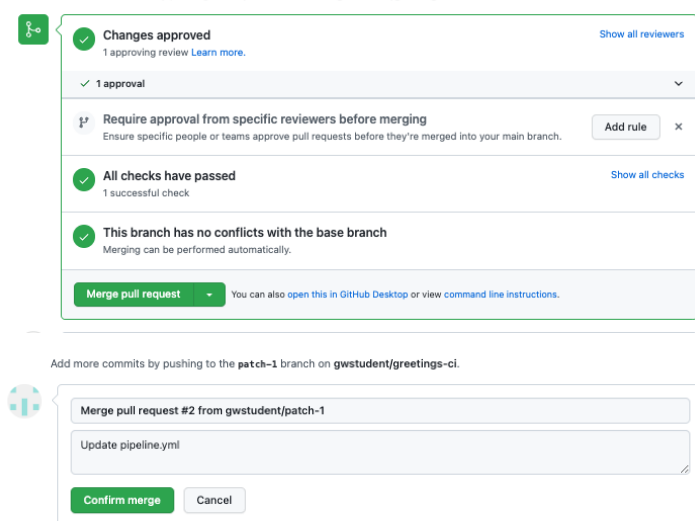 Changes approved
Show all reviewers
1 approving review Learn more.
1 approval
Require approval from specific reviewers before merging
Ensure specific people or teams approve pull requests before they're merged into your main branch.
Add rule
All checks have passed
Show all checks
1 successful check
This branch has no conflicts with the base branch
Merging can be performed automatically.
Merge pull request
You can also open this in GitHub Desktop or view command line instructions.
Add more commits by pushing to the patch-1 branch on gwstudent/greetings-ci.
Merge pull request #2 from gwstudent/patch-1
Update pipeline.yml
Confirm merge
Cancel